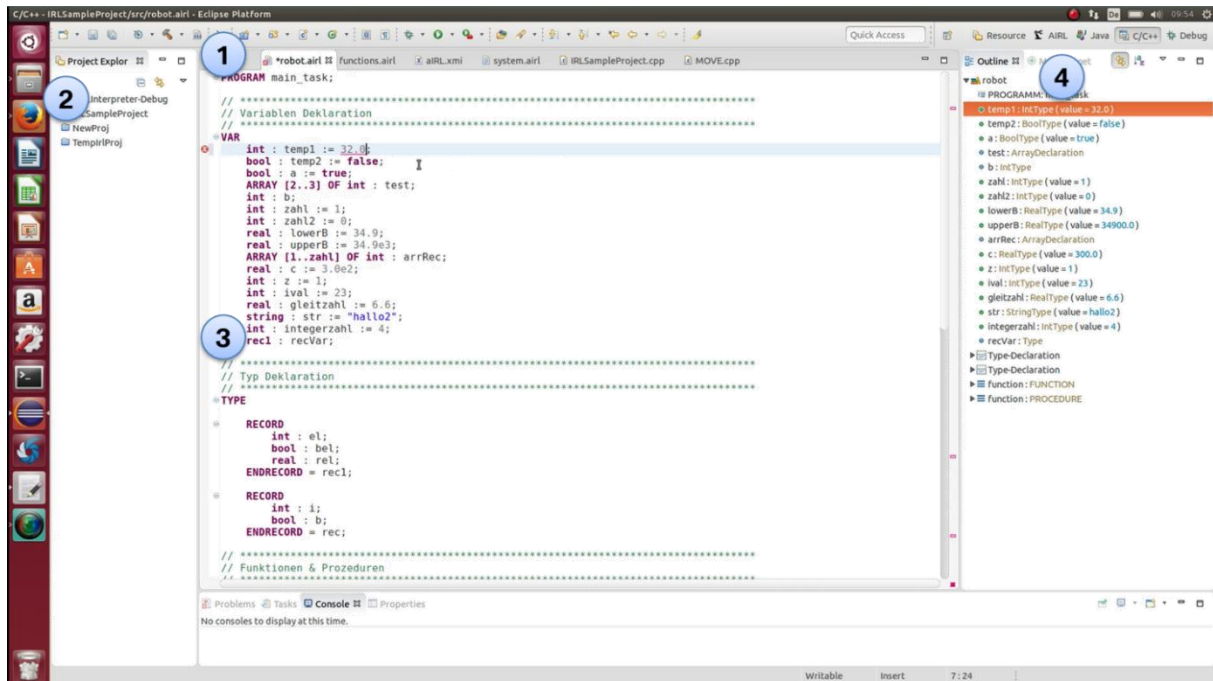 C/C++ - IRLSampleProject/src/robot.airl - Eclipse Platform
De
09:54
1
Quick Access
Resource AIRL Java C/C++ Debug
Project Explor
*robot.airl functions.airl aIRL.xmi system.airl IRLSampleProject.cpp MOVE.cpp
Outline
4
2
Interpreter-Debug
SampleProject
NewProj
TempIrlProj
PROGRAM main_task;
// ******************************************************************************
// Variablen Deklaration
// ******************************************************************************
VAR
int : temp1 := 32.0;
bool : temp2 := false;
bool : a := true;
ARRAY [2..3] OF int : test;
int : b;
int : zahl := 1;
int : zahl2 := 0;
real : lowerB := 34.9;
real : upperB := 34.9e3;
ARRAY [1..zahl] OF int : arrRec;
real : c := 3.0e2;
int : z := 1;
int : ival := 23;
real : gleitzahl := 6.6;
string : str := "hallo2";
int : integerzahl := 4;
3
rec1 : recVar;
// ******************************************************************************
// Typ Deklaration
// ******************************************************************************
TYPE
RECORD
int : el;
bool : bel;
real : rel;
ENDRECORD = rec1;
RECORD
int : i;
bool : b;
ENDRECORD = rec;
// ******************************************************************************
// Funktionen & Prozeduren
// ******************************************************************************
robot
PROGRAMM:
temp1 : IntType ( value = 32.0 )
temp2 : BoolType ( value = false )
a : BoolType ( value = true )
test : ArrayDeclaration
b : IntType
zahl : IntType ( value = 1 )
zahl2 : IntType ( value = 0 )
lowerB : RealType ( value = 34.9 )
upperB : RealType ( value = 34900.0 )
arrRec : ArrayDeclaration
c : RealType ( value = 300.0 )
z : IntType ( value = 1 )
ival : IntType ( value = 23 )
gleitzahl : RealType ( value = 6.6 )
str : StringType ( value = hallo2 )
integerzahl : IntType ( value = 4 )
recVar : Type
Type-Declaration
Type-Declaration
function : FUNCTION
function : PROCEDURE
Problems Tasks Console Properties
No consoles to display at this time.
Writable Insert 7 : 24